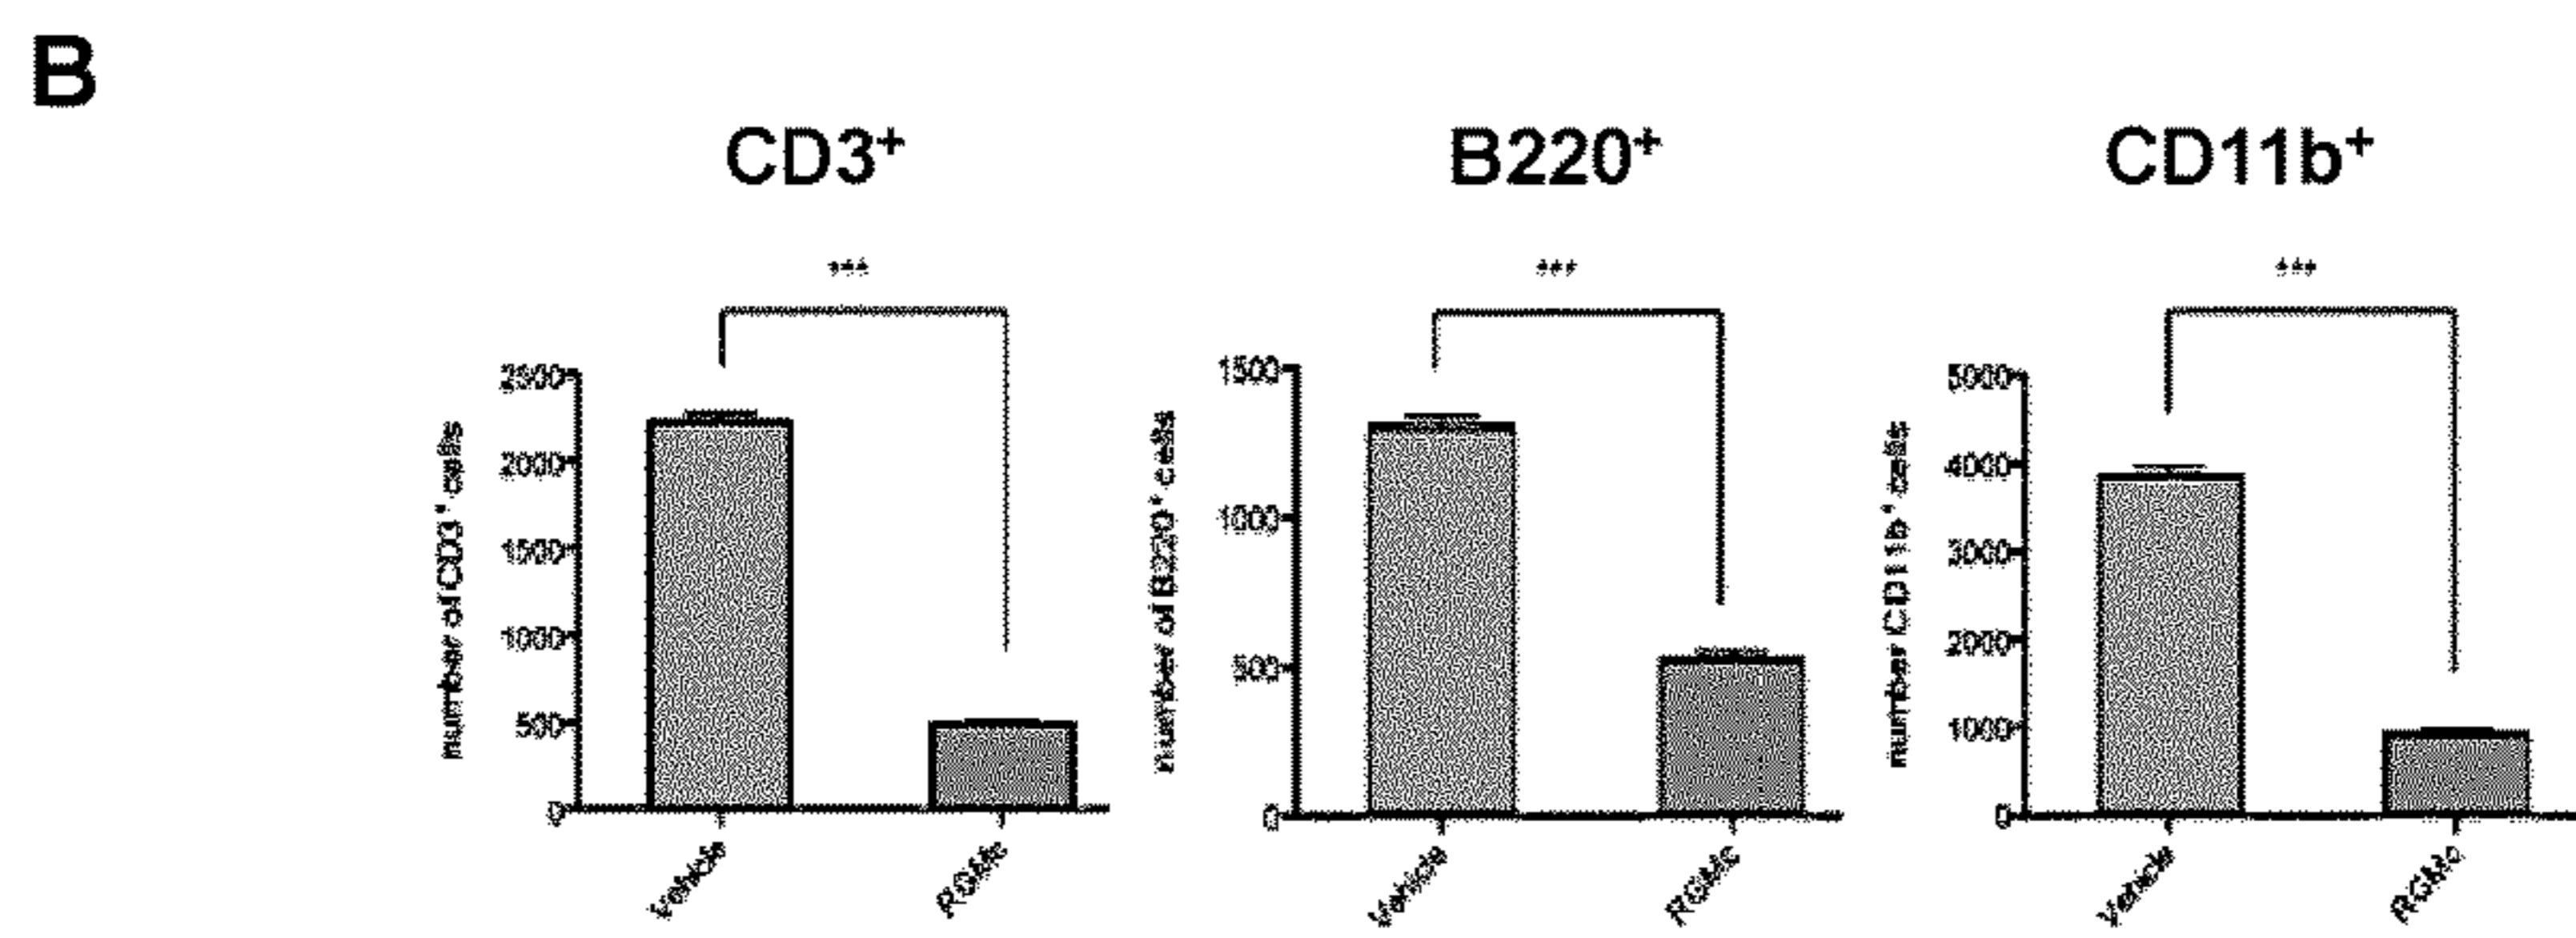 B
CD3⁺
B220⁺
CD11b⁺
***
***
***
number of CD3⁺ cells
2500
2000
1500
1000
500
0
Vehicle
RGMc
number of B220⁺ cells
1500
1000
500
0
Vehicle
RGMc
number CD11b⁺ cells
5000
4000
3000
2000
1000
0
Vehicle
RGMc